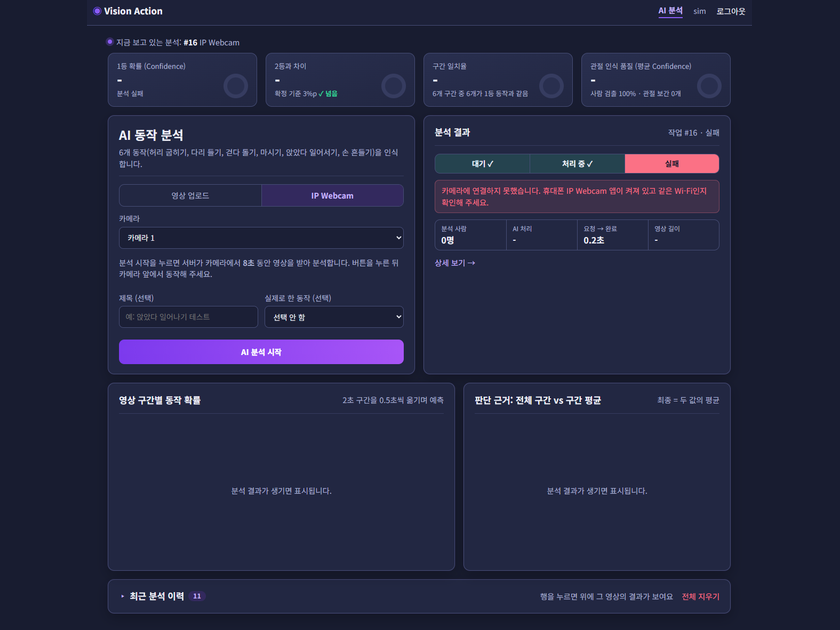 Vision Action
AI 분석
sim
로그아웃
지금 보고 있는 분석: #16 IP Webcam
1등 확률 (Confidence)
-
분석 실패
2등과 차이
-
확정 기준 3%p ✓ 넘음
구간 일치율
-
6개 구간 중 6개가 1등 동작과 같음
관절 인식 품질 (평균 Confidence)
-
사람 검출 100% · 관절 보간 0개
AI 동작 분석
6개 동작(허리 굽히기, 다리 들기, 걷다 돌기, 마시기, 앉았다 일어서기, 손 흔들기)을 인식
합니다.
영상 업로드
IP Webcam
카메라
카메라 1
분석 시작을 누르면 서버가 카메라에서 8초 동안 영상을 받아 분석합니다. 버튼을 누른 뒤
카메라 앞에서 동작해 주세요.
제목 (선택)
실제로 한 동작 (선택)
예: 앉았다 일어나기 테스트
선택 안 함
AI 분석 시작
분석 결과
작업 #16 · 실패
대기 ✓
처리 중 ✓
실패
카메라에 연결하지 못했습니다. 휴대폰 IP Webcam 앱이 켜져 있고 같은 Wi-Fi인지
확인해 주세요.
분석 사람
0명
AI 처리
-
요청 → 완료
0.2초
영상 길이
-
상세 보기 →
영상 구간별 동작 확률
2초 구간을 0.5초씩 옮기며 예측
분석 결과가 생기면 표시됩니다.
판단 근거: 전체 구간 vs 구간 평균
최종 = 두 값의 평균
분석 결과가 생기면 표시됩니다.
최근 분석 이력 11
행을 누르면 위에 그 영상의 결과가 보여요
전체 지우기